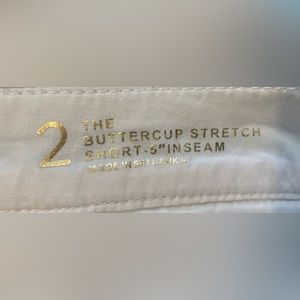 2
THE
BUTTERCUP STRETCH
SHORT-5"INSEAM
MADE IN SRI LANKA